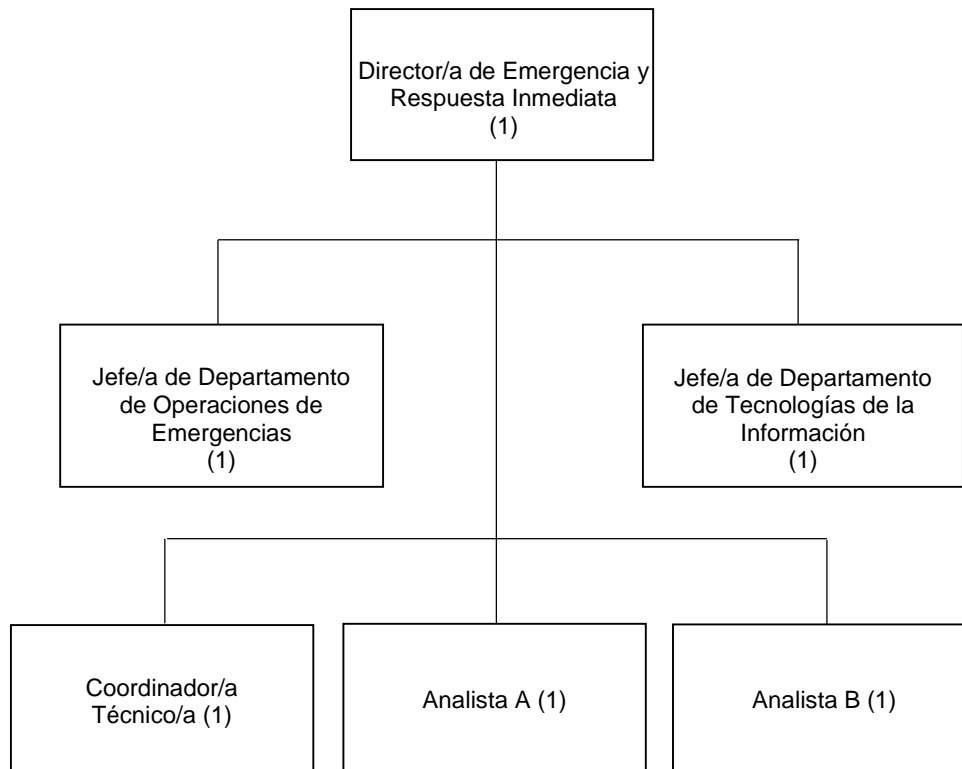 Director/a de Emergencia y
Respuesta Inmediata
(1)
Jefe/a de Departamento
de Operaciones de
Emergencias
(1)
Jefe/a de Departamento
de Tecnologías de la
Información
(1)
Coordinador/a
Técnico/a (1)
Analista A (1)
Analista B (1)